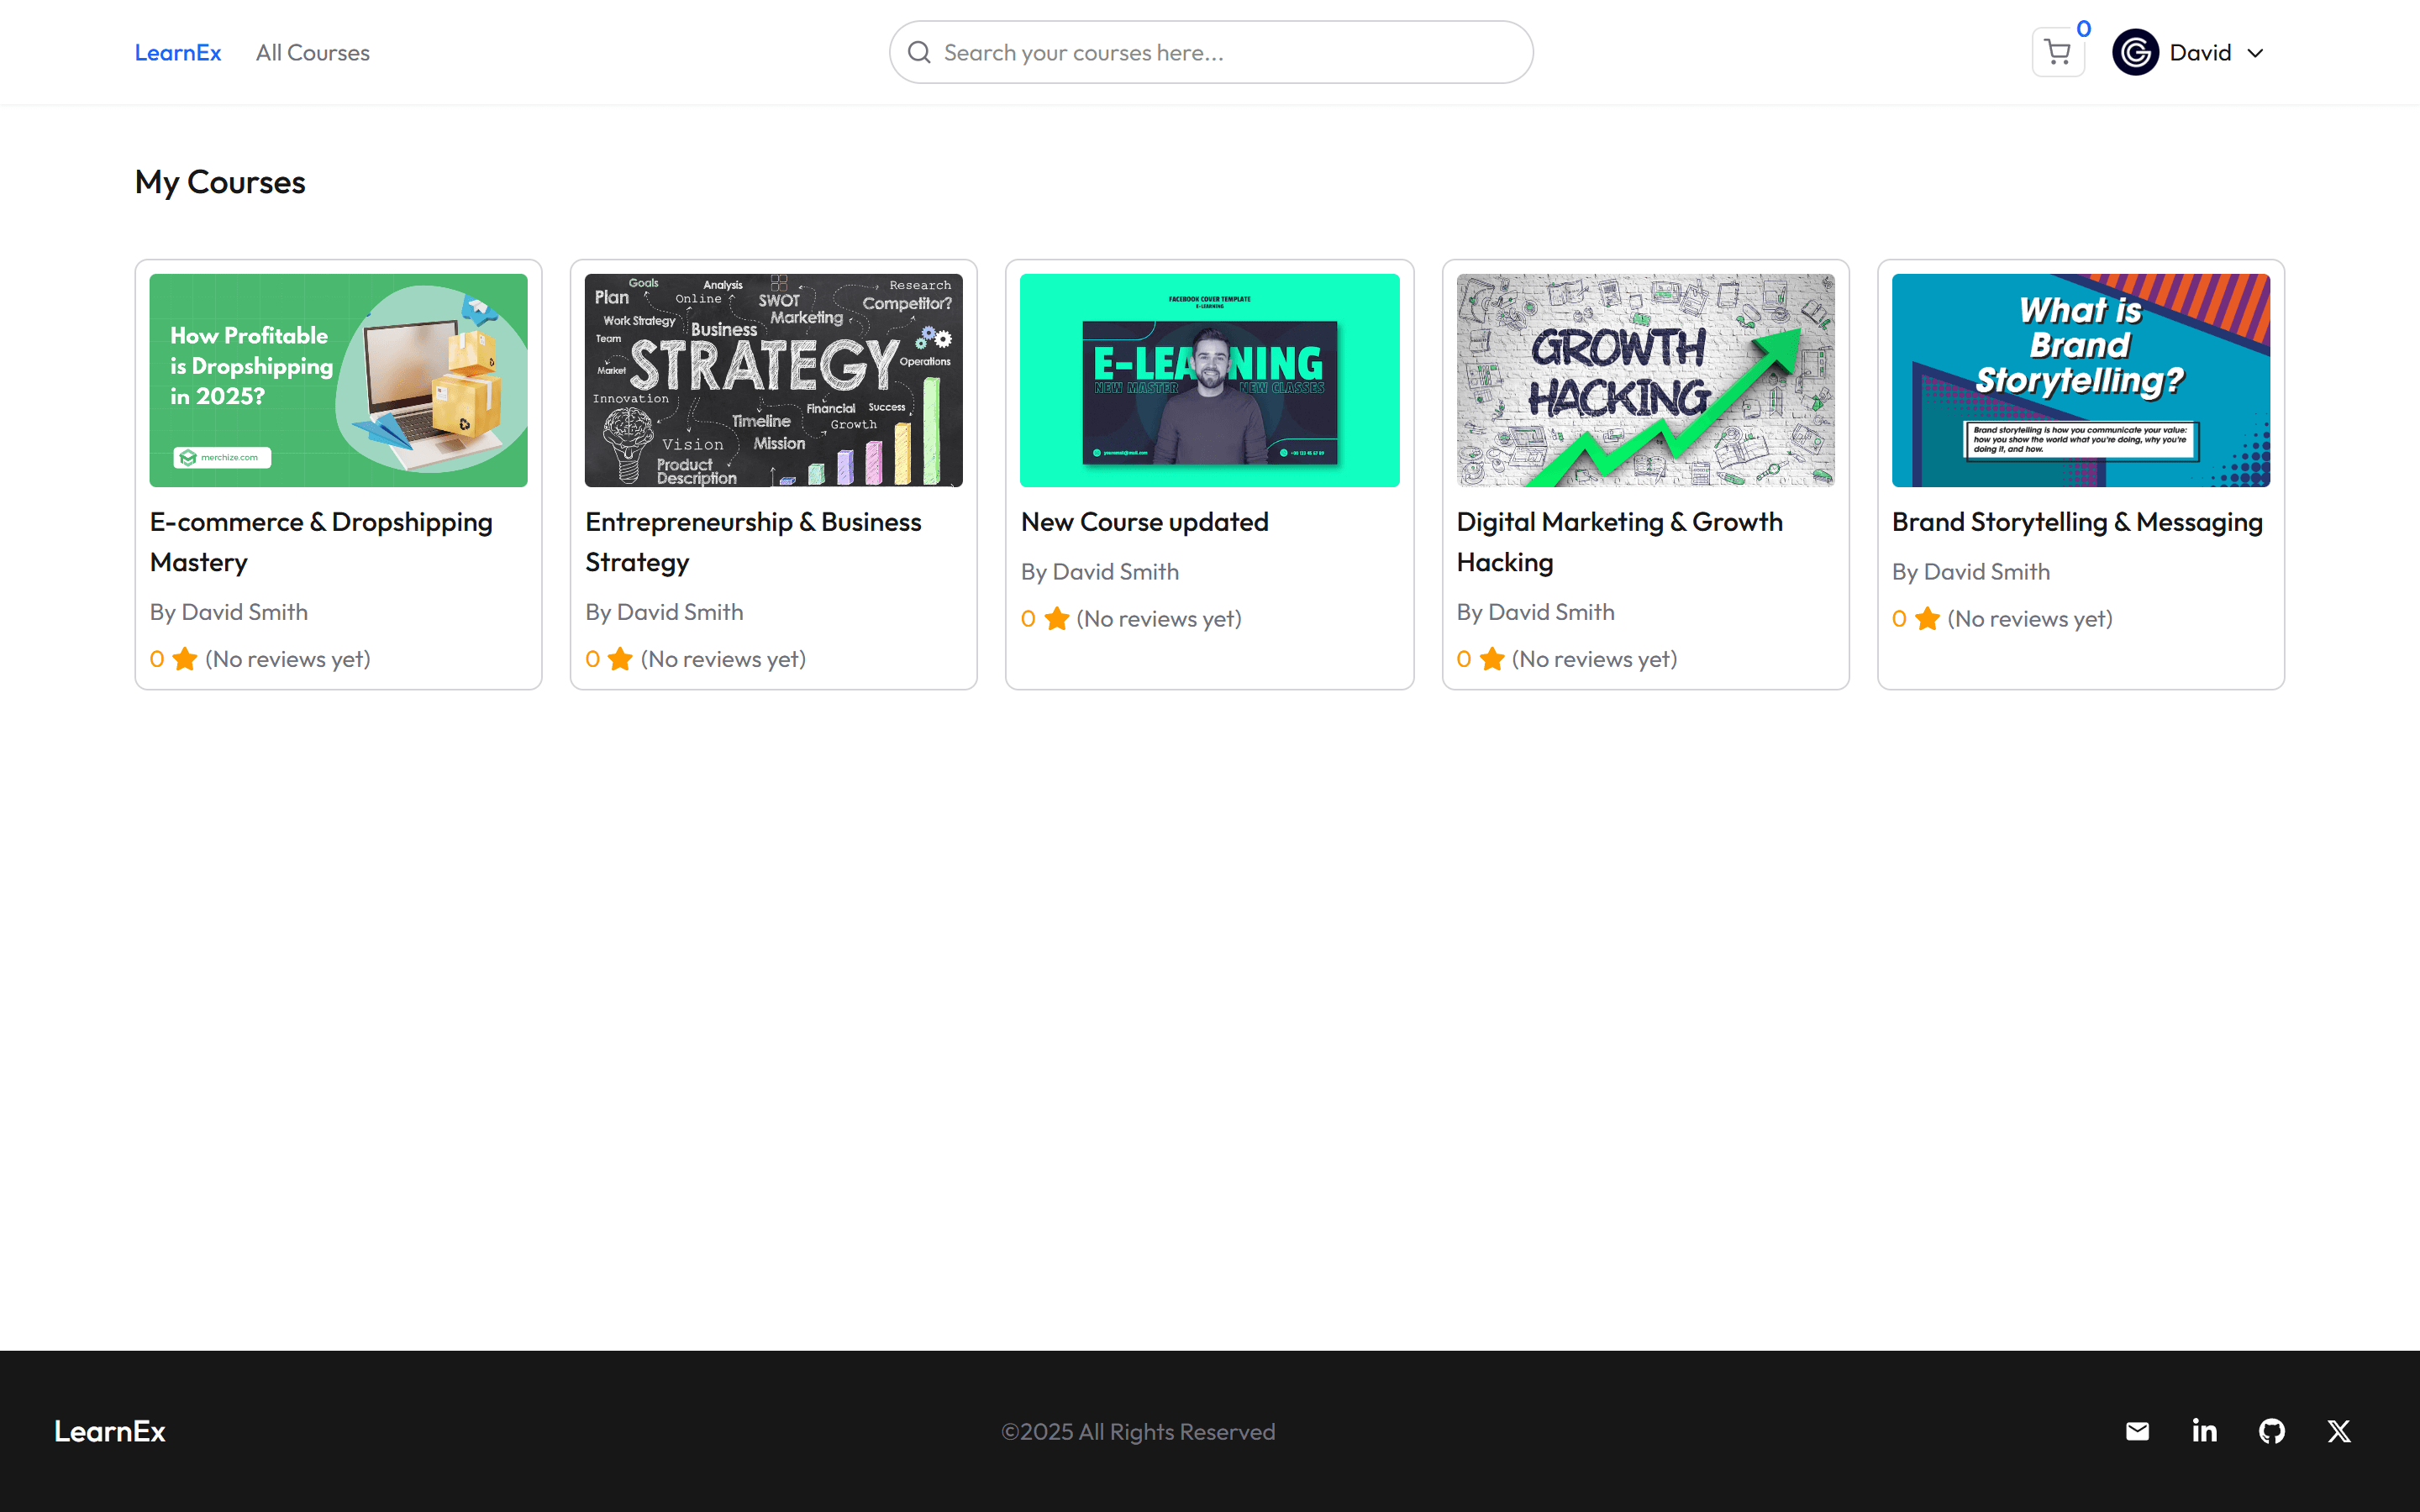 LearnEx
All Courses
Search your courses here...
0
David
My Courses
How Profitable
is Dropshipping
in 2025?
merchize.com
E-commerce & Dropshipping
Mastery
By David Smith
0 (No reviews yet)
Goals
Analysis
Research
Plan
Online
SWOT
Competitor?
Work Strategy
Marketing
Team
Business
STRATEGY
Operations
Market
Innovation
Financial
Success
Timeline
Growth
Vision
Mission
Product
Description
Entrepreneurship & Business
Strategy
By David Smith
0 (No reviews yet)
FACEBOOK COVER TEMPLATE
E-LEARNING
E-LEARNING
NEW MASTER NEW CLASSES
New Course updated
By David Smith
0 (No reviews yet)
GROWTH
HACKING
Digital Marketing & Growth
Hacking
By David Smith
0 (No reviews yet)
What is
Brand
Storytelling?
Brand storytelling is how you communicate your value:
how you show the world what you're doing, why you're
doing it, and how.
Brand Storytelling & Messaging
By David Smith
0 (No reviews yet)
LearnEx
©2025 All Rights Reserved